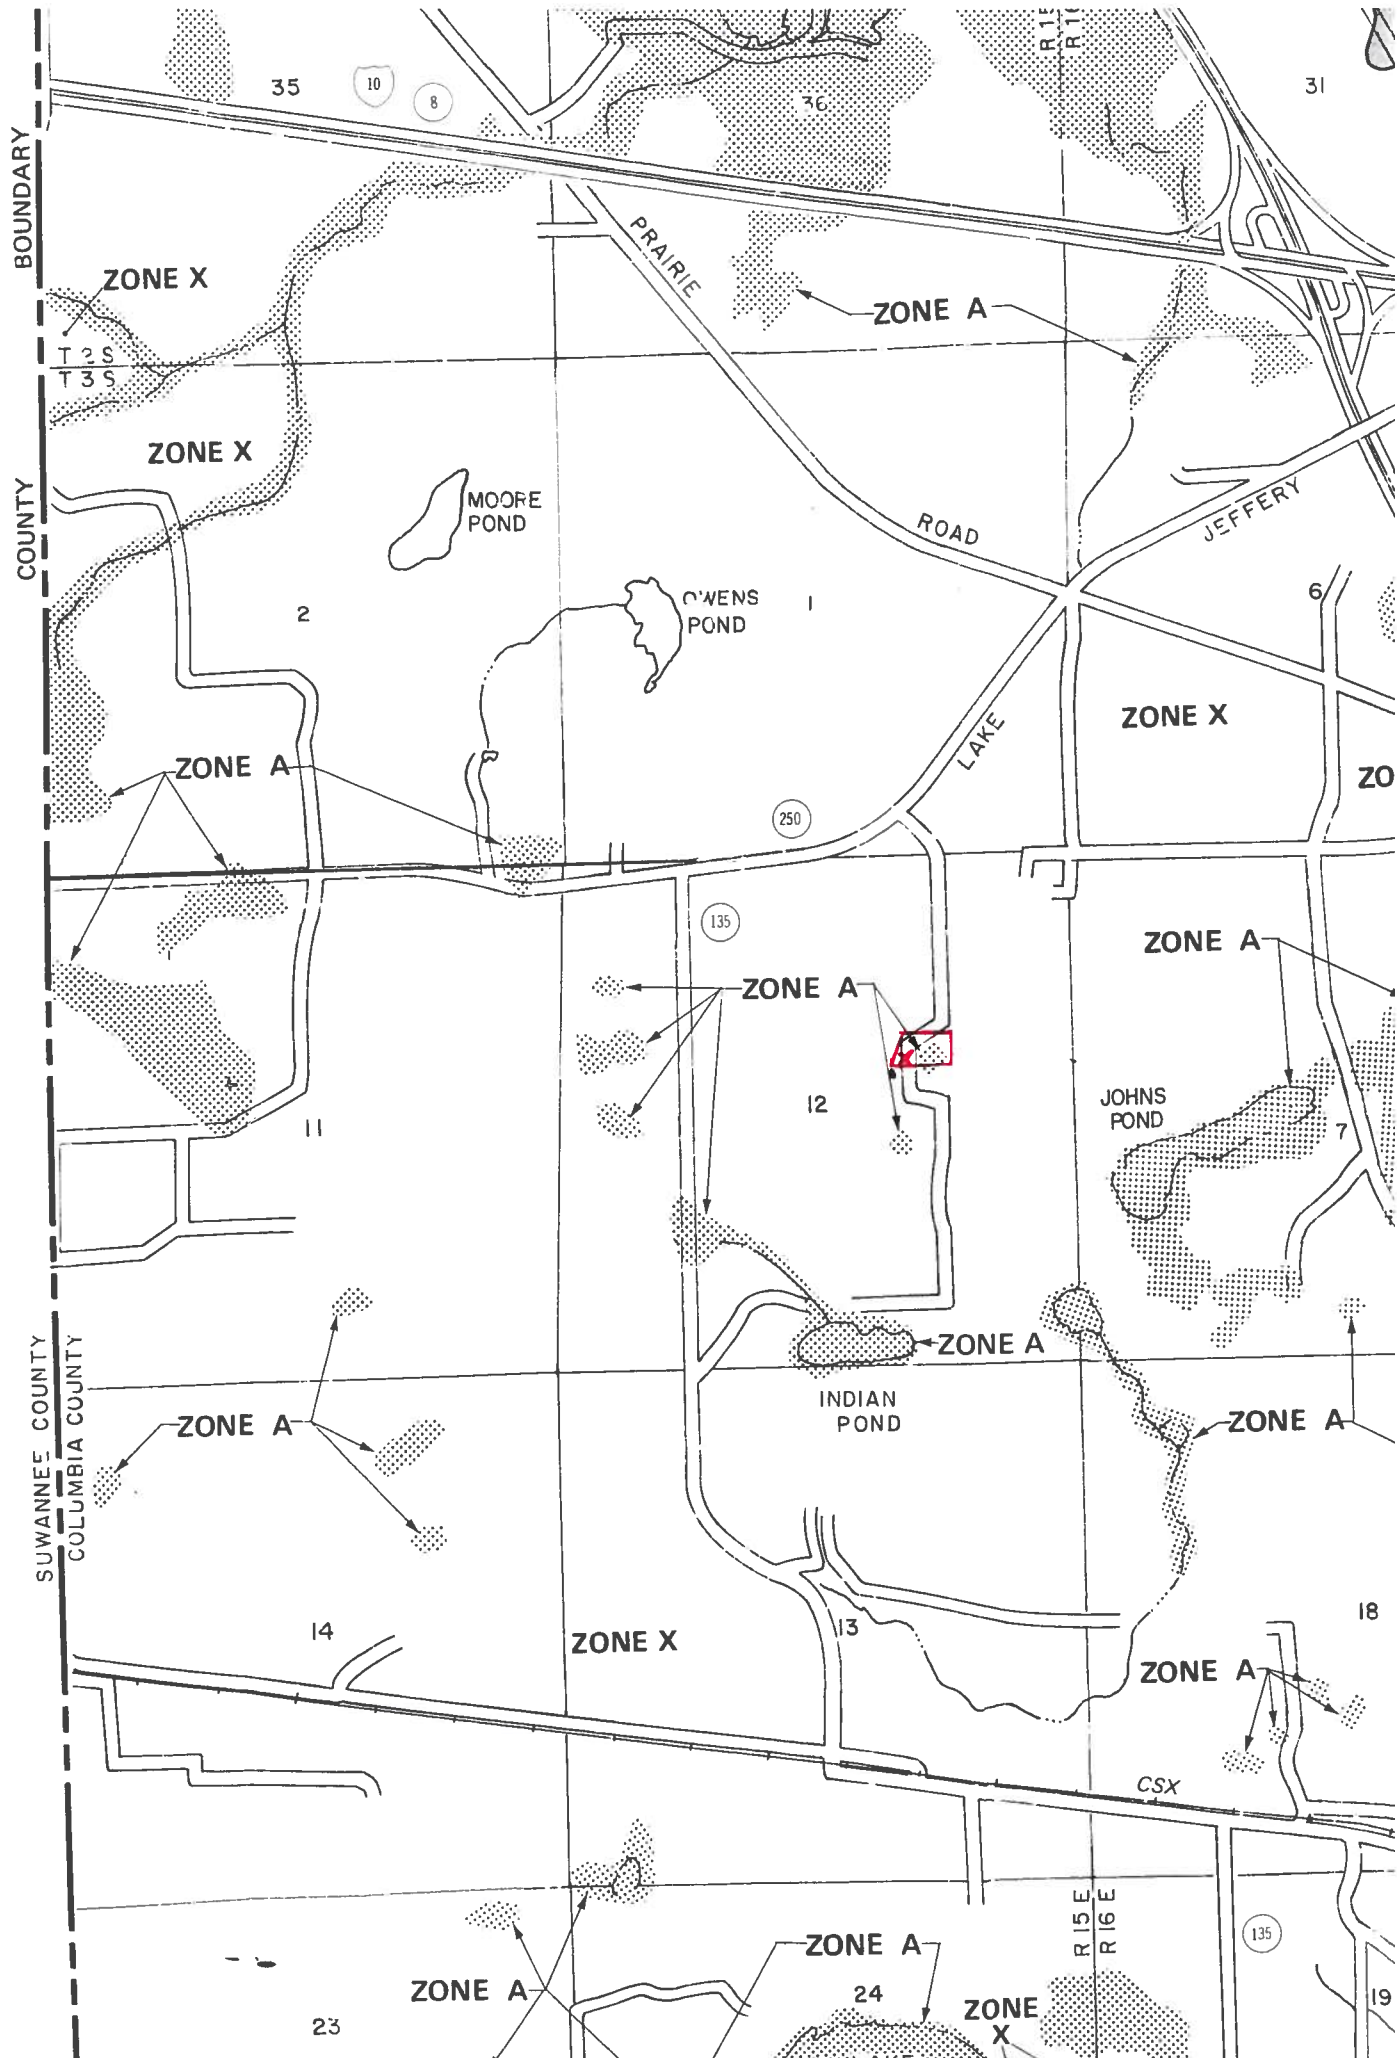 R 15
R 16
35
10
8
36
31
BOUNDARY
PRAIRIE
ZONE X
ZONE A
T 2 S
T 3 S
ZONE X
MOORE
POND
COUNTY
ROAD
JEFFERY
OWENS
POND
2
1
6
ZONE X
LAKE
ZONE A
ZO
250
135
ZONE A
ZONE A
12
JOHNS
POND
11
7
ZONE A
SUWANNEE COUNTY
COLUMBIA COUNTY
INDIAN
POND
ZONE A
ZONE A
14
ZONE X
13
18
ZONE A
CSX
R 15 E
R 16 E
135
ZONE A
ZONE A
24
ZONE
X
19
23